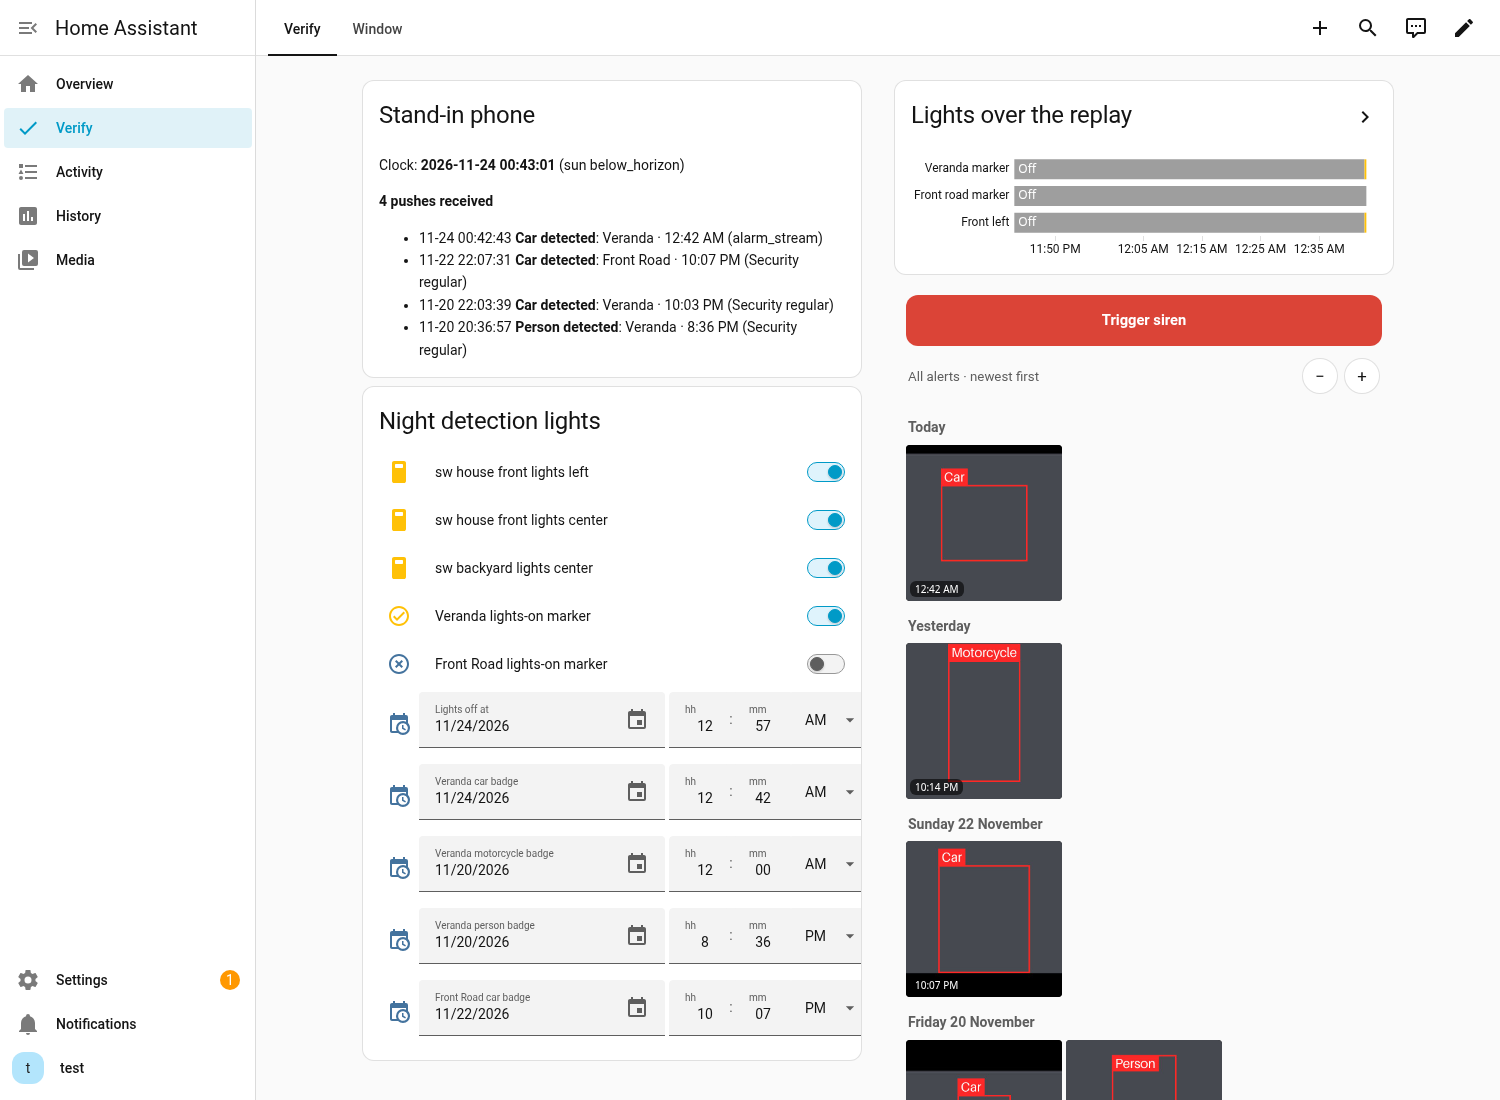 Home Assistant
Verify
Window
Overview
Verify
Activity
History
Media
Settings
1
Notifications
t
test
Stand-in phone
Clock: 2026-11-24 00:43:01 (sun below_horizon)
4 pushes received
• 11-24 00:42:43 Car detected: Veranda · 12:42 AM (alarm_stream)
• 11-22 22:07:31 Car detected: Front Road · 10:07 PM (Security
regular)
• 11-20 22:03:39 Car detected: Veranda · 10:03 PM (Security regular)
• 11-20 20:36:57 Person detected: Veranda · 8:36 PM (Security
regular)
Night detection lights
sw house front lights left
sw house front lights center
sw backyard lights center
Veranda lights-on marker
Front Road lights-on marker
Lights off at
11/24/2026
hh
12
:
mm
57
AM
Veranda car badge
11/24/2026
hh
12
:
mm
42
AM
Veranda motorcycle badge
11/20/2026
hh
12
:
mm
00
AM
Veranda person badge
11/20/2026
hh
8
:
mm
36
PM
Front Road car badge
11/22/2026
hh
10
:
mm
07
PM
Lights over the replay
Veranda marker
Off
Front road marker
Off
Front left
Off
11:50 PM
12:05 AM
12:15 AM
12:25 AM
12:35 AM
Trigger siren
All alerts · newest first
−
+
Today
Car
12:42 AM
Yesterday
Motorcycle
10:14 PM
Sunday 22 November
Car
10:07 PM
Friday 20 November
Car
Person